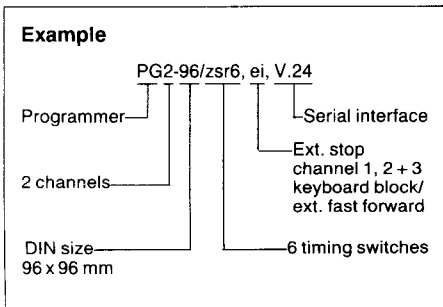 Example
PG2-96/zsr6, ei, V.24
Programmer
Serial interface
Ext. stop
channel 1, 2 + 3
keyboard block/
ext. fast forward
2 channels
DIN size
96 x 96 mm
6 timing switches